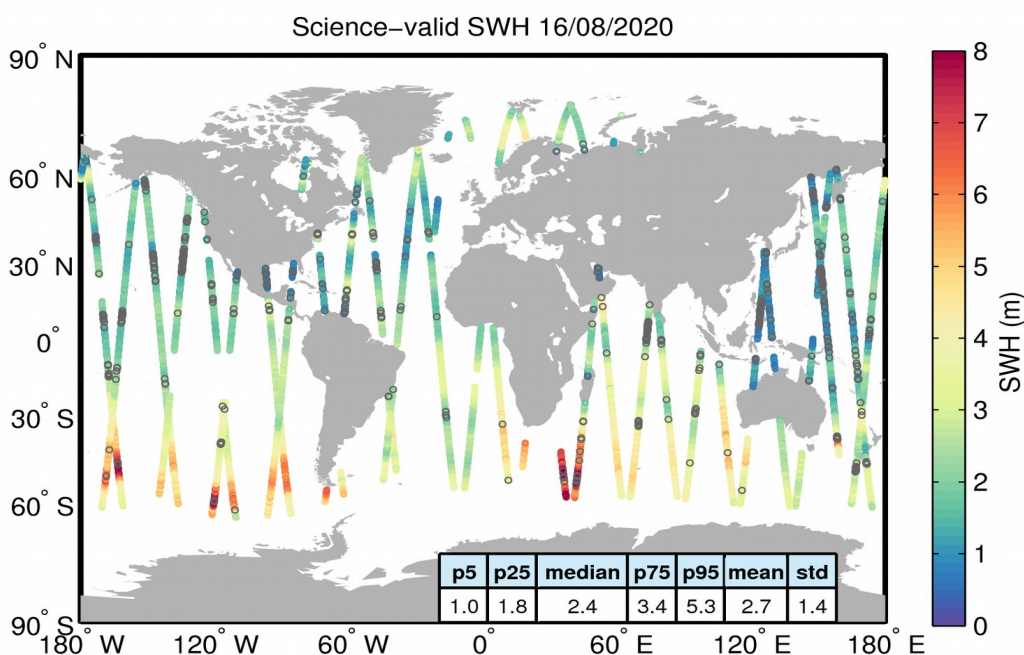 Science−valid SWH 16/08/2020
90° N
60° N
30° N
0°
30° S
60° S
90° S
180° W
120° W
60° W
0°
60° E
120° E
180° E
p5 p25 median p75 p95 mean std
1.0 1.8 2.4 3.4 5.3 2.7 1.4
8
7
6
5
4
3
2
1
0
SWH (m)